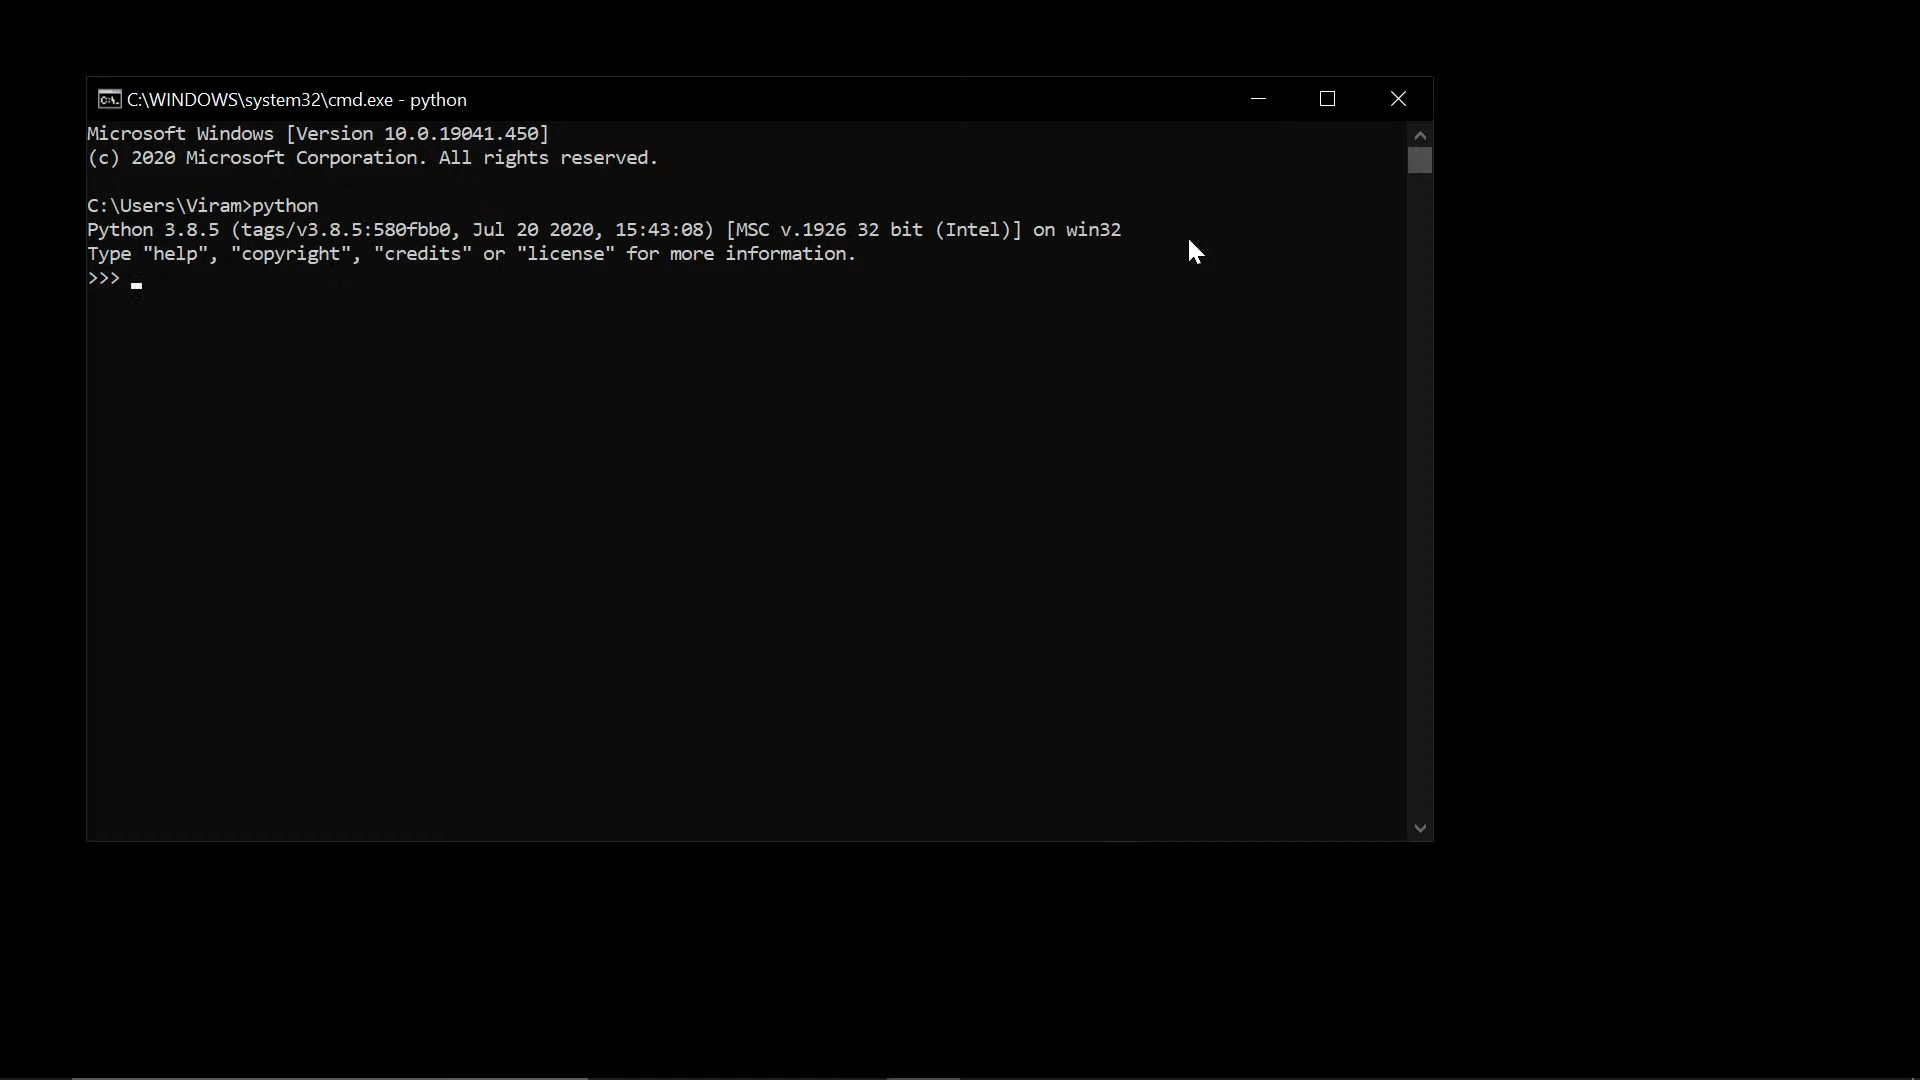 C:\WINDOWS\system32\cmd.exe - python
Microsoft Windows [Version 10.0.19041.450]
(c) 2020 Microsoft Corporation. All rights reserved.
C:\Users\Viram>python
Python 3.8.5 (tags/v3.8.5:580fbb0, Jul 20 2020, 15:43:08) [MSC v.1926 32 bit (Intel)] on win32
Type "help", "copyright", "credits" or "license" for more information.
>>>